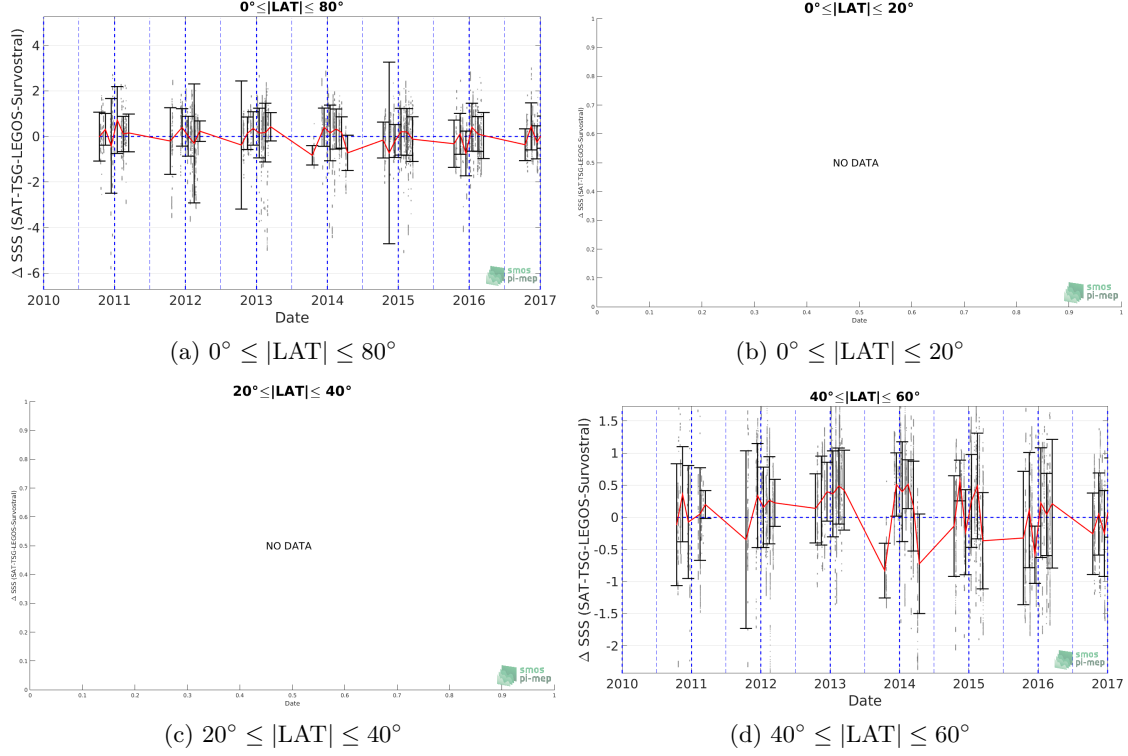 0°≤|LAT|≤ 80°
Δ SSS (SAT-TSG-LEGOS-Survostral)
4
2
0
-2
-4
-6
2010 2011 2012 2013 2014 2015 2016 2017
Date
smos
pi-mep
(a) 0° ≤ |LAT| ≤ 80°
0°≤|LAT|≤ 20°
Δ SSS (SAT-TSG-LEGOS-Survostral)
1
0.9
0.8
0.7
0.6
0.5
0.4
0.3
0.2
0.1
0
NO DATA
0 0.1 0.2 0.3 0.4 0.5 0.6 0.7 0.8 0.9 1
Date
smos
pi-mep
(b) 0° ≤ |LAT| ≤ 20°
20°≤|LAT|≤ 40°
Δ SSS (SAT-TSG-LEGOS-Survostral)
1
0.9
0.8
0.7
0.6
0.5
0.4
0.3
0.2
0.1
0
NO DATA
0 0.1 0.2 0.3 0.4 0.5 0.6 0.7 0.8 0.9 1
Date
smos
pi-mep
(c) 20° ≤ |LAT| ≤ 40°
40°≤|LAT|≤ 60°
Δ SSS (SAT-TSG-LEGOS-Survostral)
1.5
1
0.5
0
-0.5
-1
-1.5
-2
2010 2011 2012 2013 2014 2015 2016 2017
Date
smos
pi-mep
(d) 40° ≤ |LAT| ≤ 60°